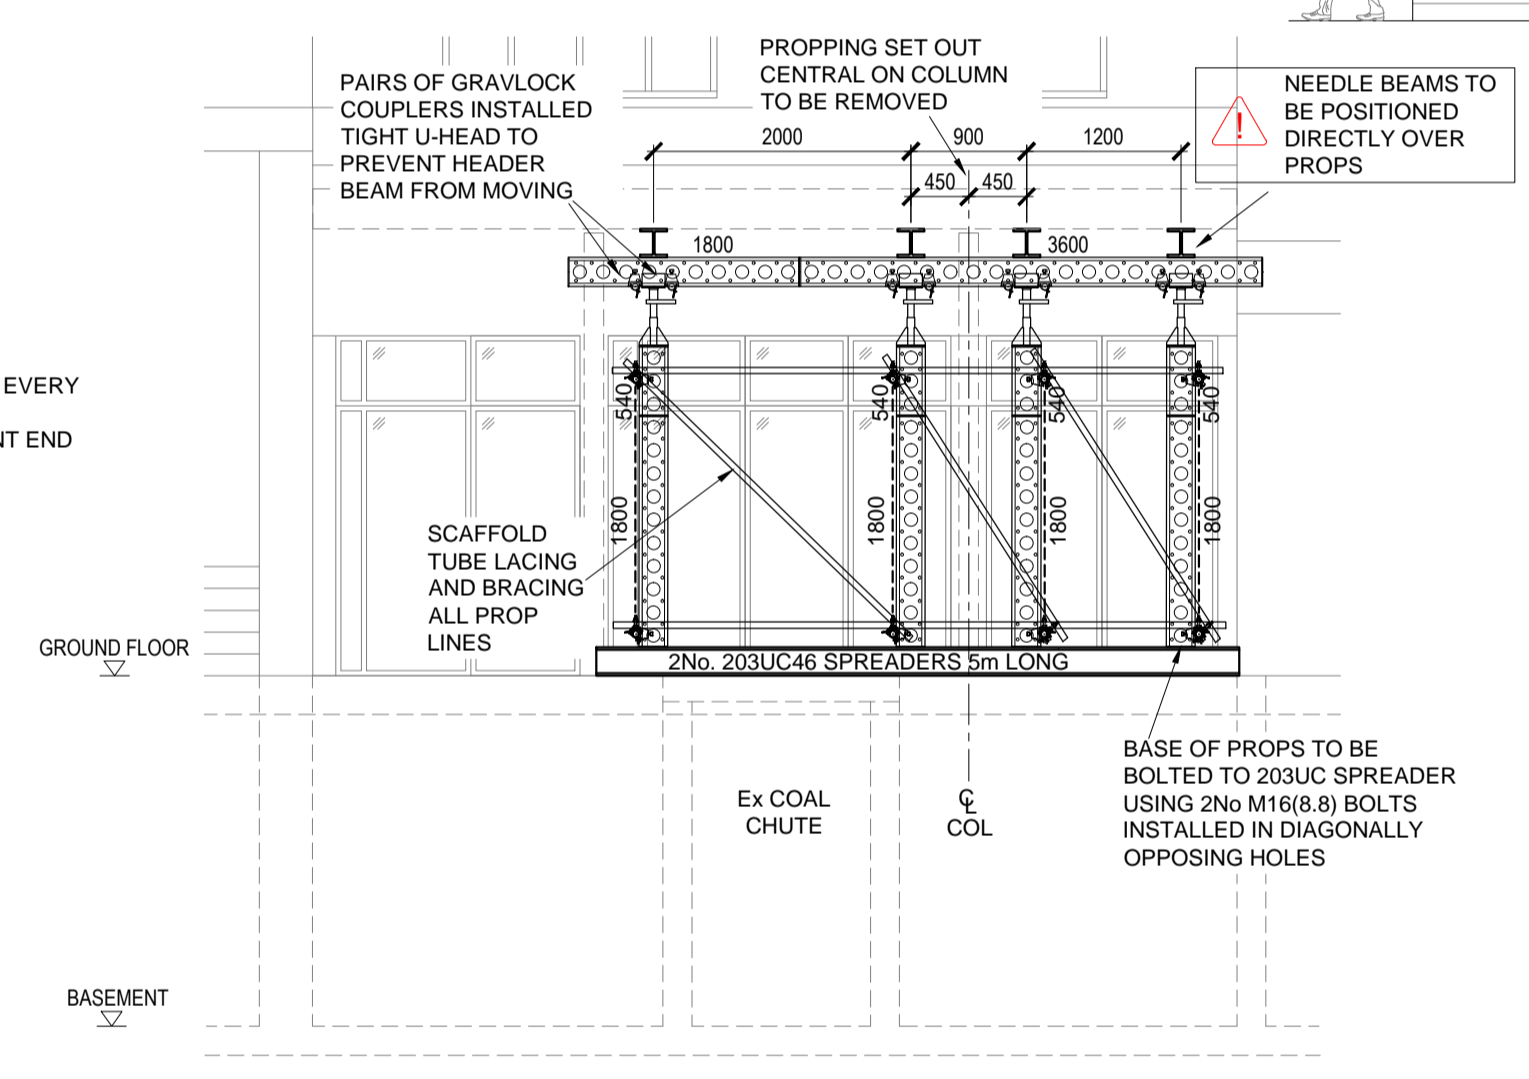 PROPPING SET OUT
CENTRAL ON COLUMN
TO BE REMOVED
PAIRS OF GRAVLOCK
COUPLERS INSTALLED
TIGHT U-HEAD TO
PREVENT HEADER
BEAM FROM MOVING
! NEEDLE BEAMS TO
BE POSITIONED
DIRECTLY OVER
PROPS
2000 900 1200
450 450
1800 3600
EVERY
NT END
540 540 540 540
1800 1800 1800 1800
SCAFFOLD
TUBE LACING
AND BRACING
ALL PROP
LINES
GROUND FLOOR
2No. 203UC46 SPREADERS 5m LONG
BASE OF PROPS TO BE
BOLTED TO 203UC SPREADER
USING 2No M16(8.8) BOLTS
INSTALLED IN DIAGONALLY
OPPOSING HOLES
Ex COAL
CHUTE
CL
COL
BASEMENT